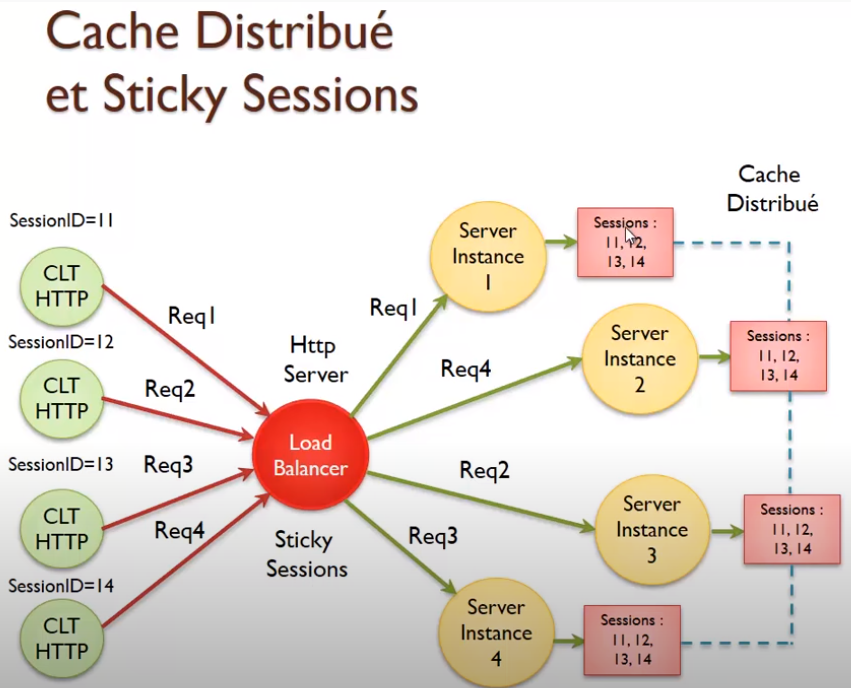 Cache Distribué
et Sticky Sessions
Cache
Distribué
SessionID=11
CLT
HTTP
Req1
SessionID=12
CLT
HTTP
Req2
SessionID=13
CLT
HTTP
Req3
SessionID=14
CLT
HTTP
Req4
Http
Server
Load
Balancer
Sticky
Sessions
Req1
Server
Instance
1
Sessions :
11, 12,
13, 14
Req4
Server
Instance
2
Sessions :
11, 12,
13, 14
Req2
Server
Instance
3
Sessions :
11, 12,
13, 14
Req3
Server
Instance
4
Sessions :
11, 12,
13, 14